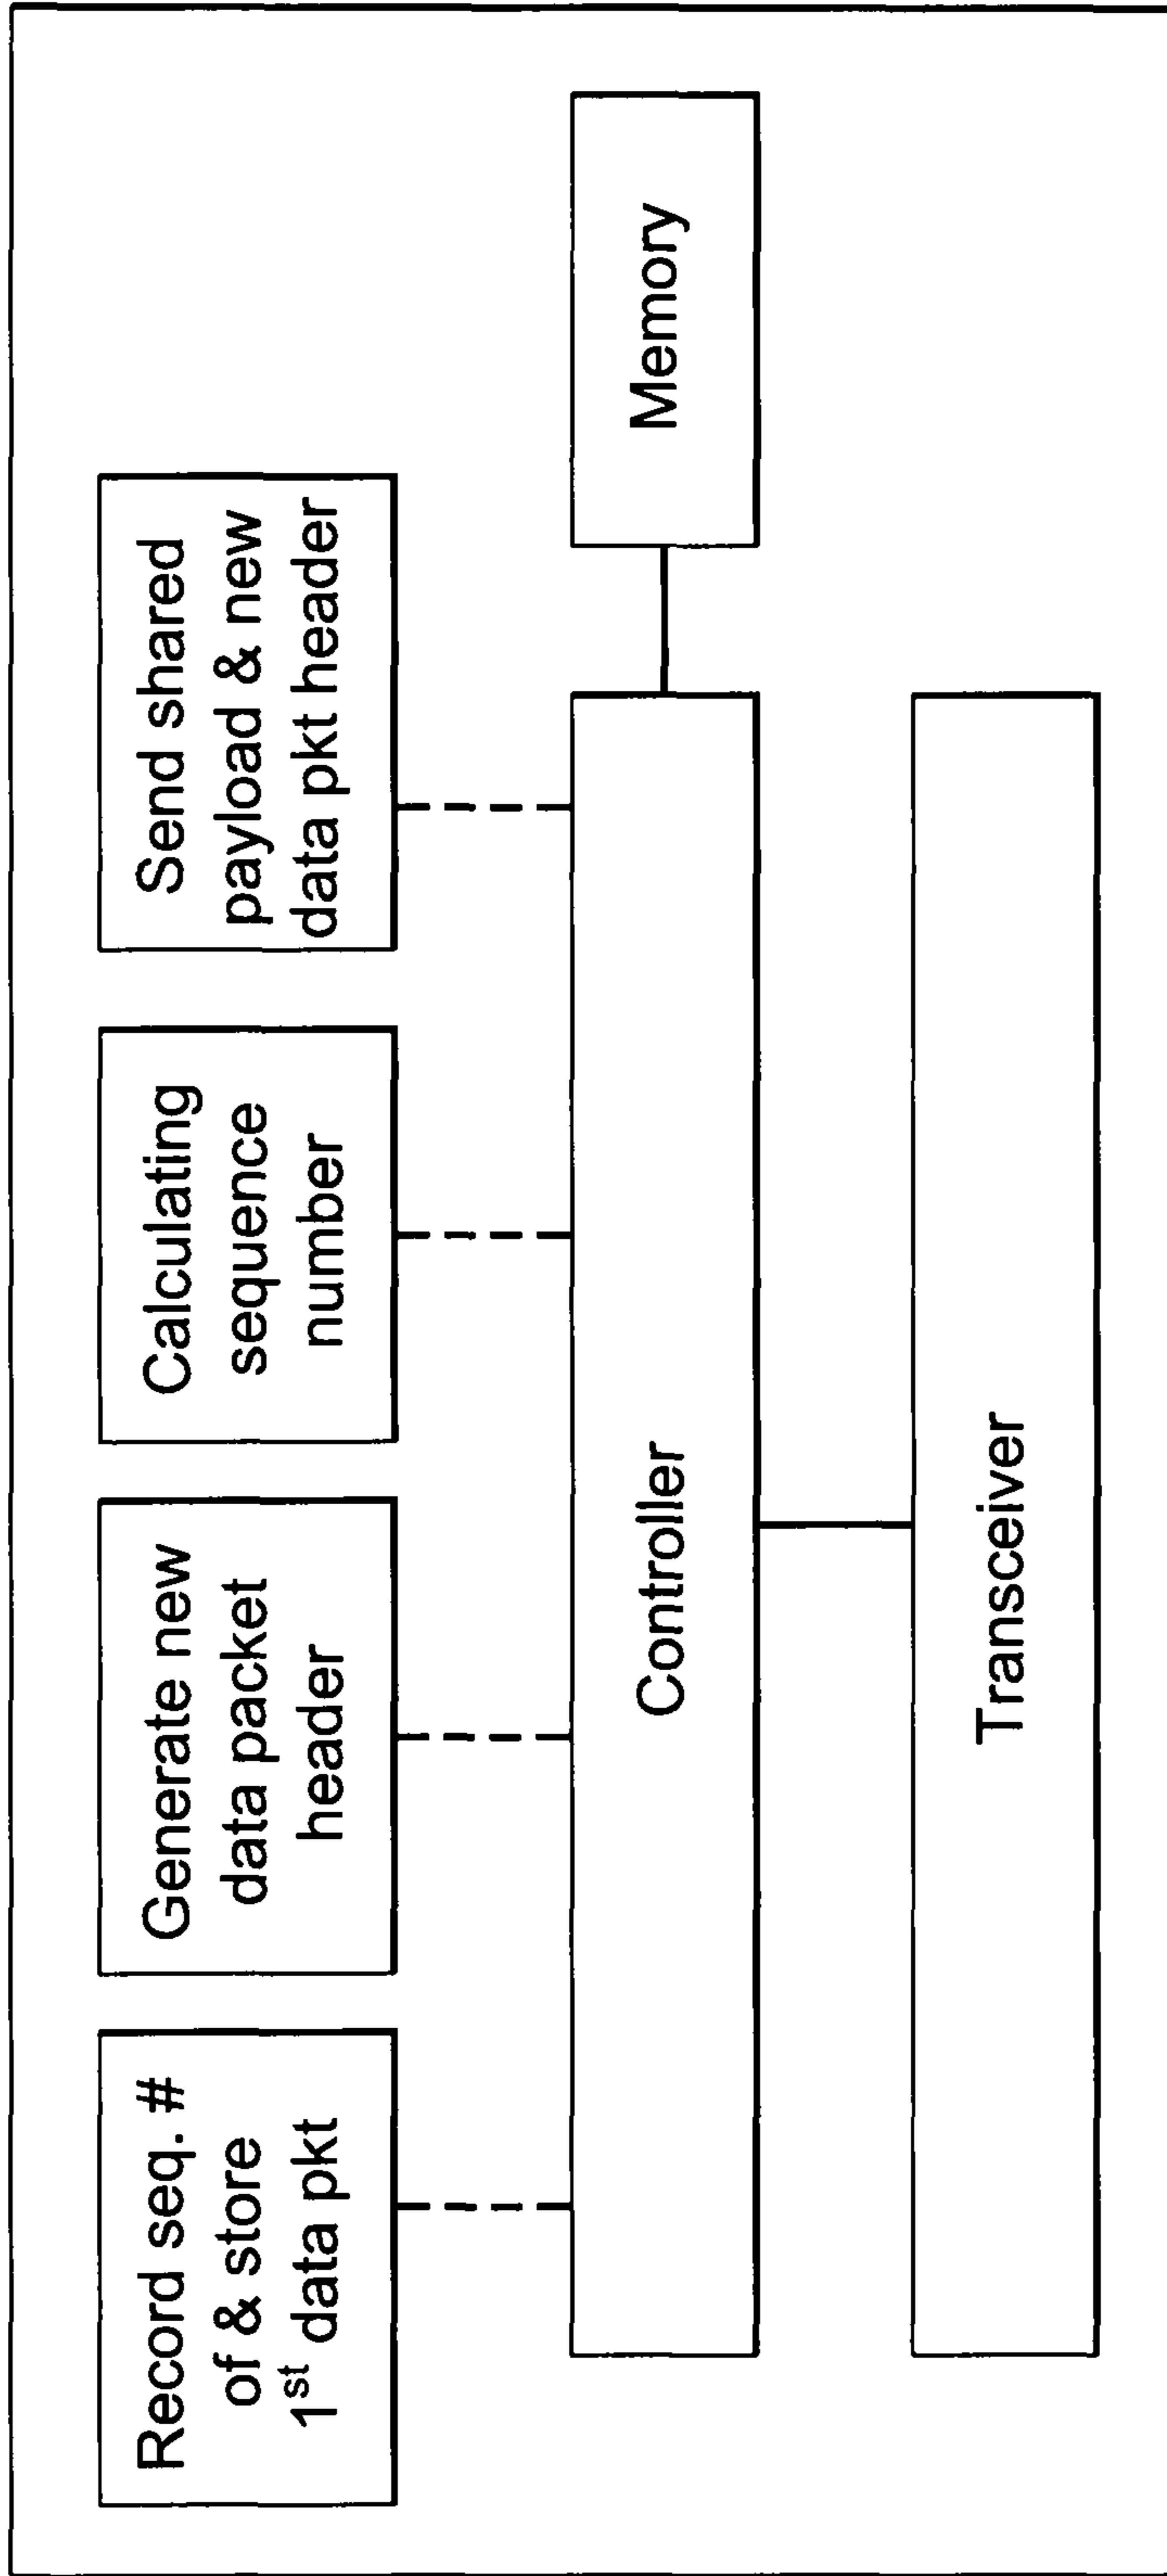 Record seq. #
of & store
1st data pkt
Generate new
data packet
header
Calculating
sequence
number
Send shared
payload & new
data pkt header
Controller
Memory
Transceiver